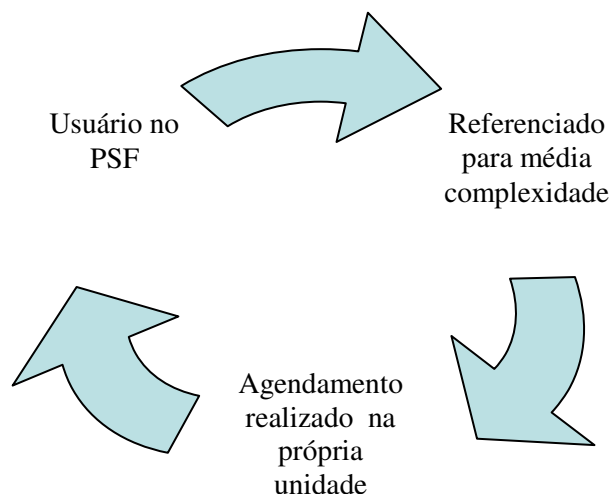 Usuário no
PSF
Referenciado
para média
complexidade
Agendamento
realizado na
própria
unidade